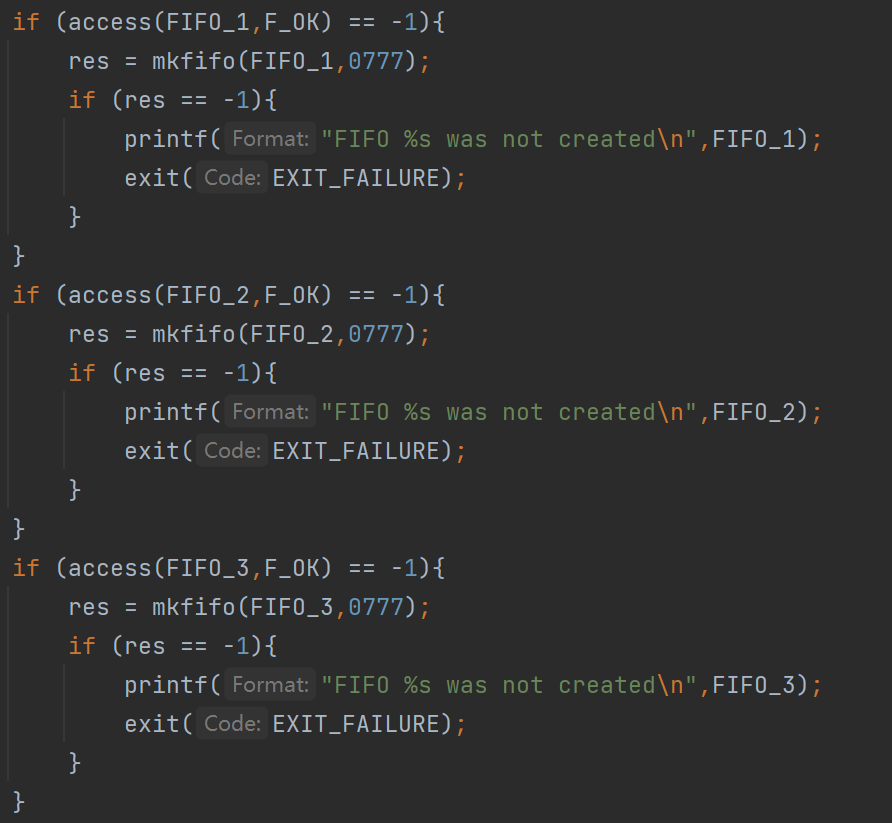 if (access(FIFO_1,F_OK) == -1){
    res = mkfifo(FIFO_1,0777);
    if (res == -1){
        printf( Format: "FIFO %s was not created\n",FIFO_1);
        exit( Code: EXIT_FAILURE);
    }
}
if (access(FIFO_2,F_OK) == -1){
    res = mkfifo(FIFO_2,0777);
    if (res == -1){
        printf( Format: "FIFO %s was not created\n",FIFO_2);
        exit( Code: EXIT_FAILURE);
    }
}
if (access(FIFO_3,F_OK) == -1){
    res = mkfifo(FIFO_3,0777);
    if (res == -1){
        printf( Format: "FIFO %s was not created\n",FIFO_3);
        exit( Code: EXIT_FAILURE);
    }
}